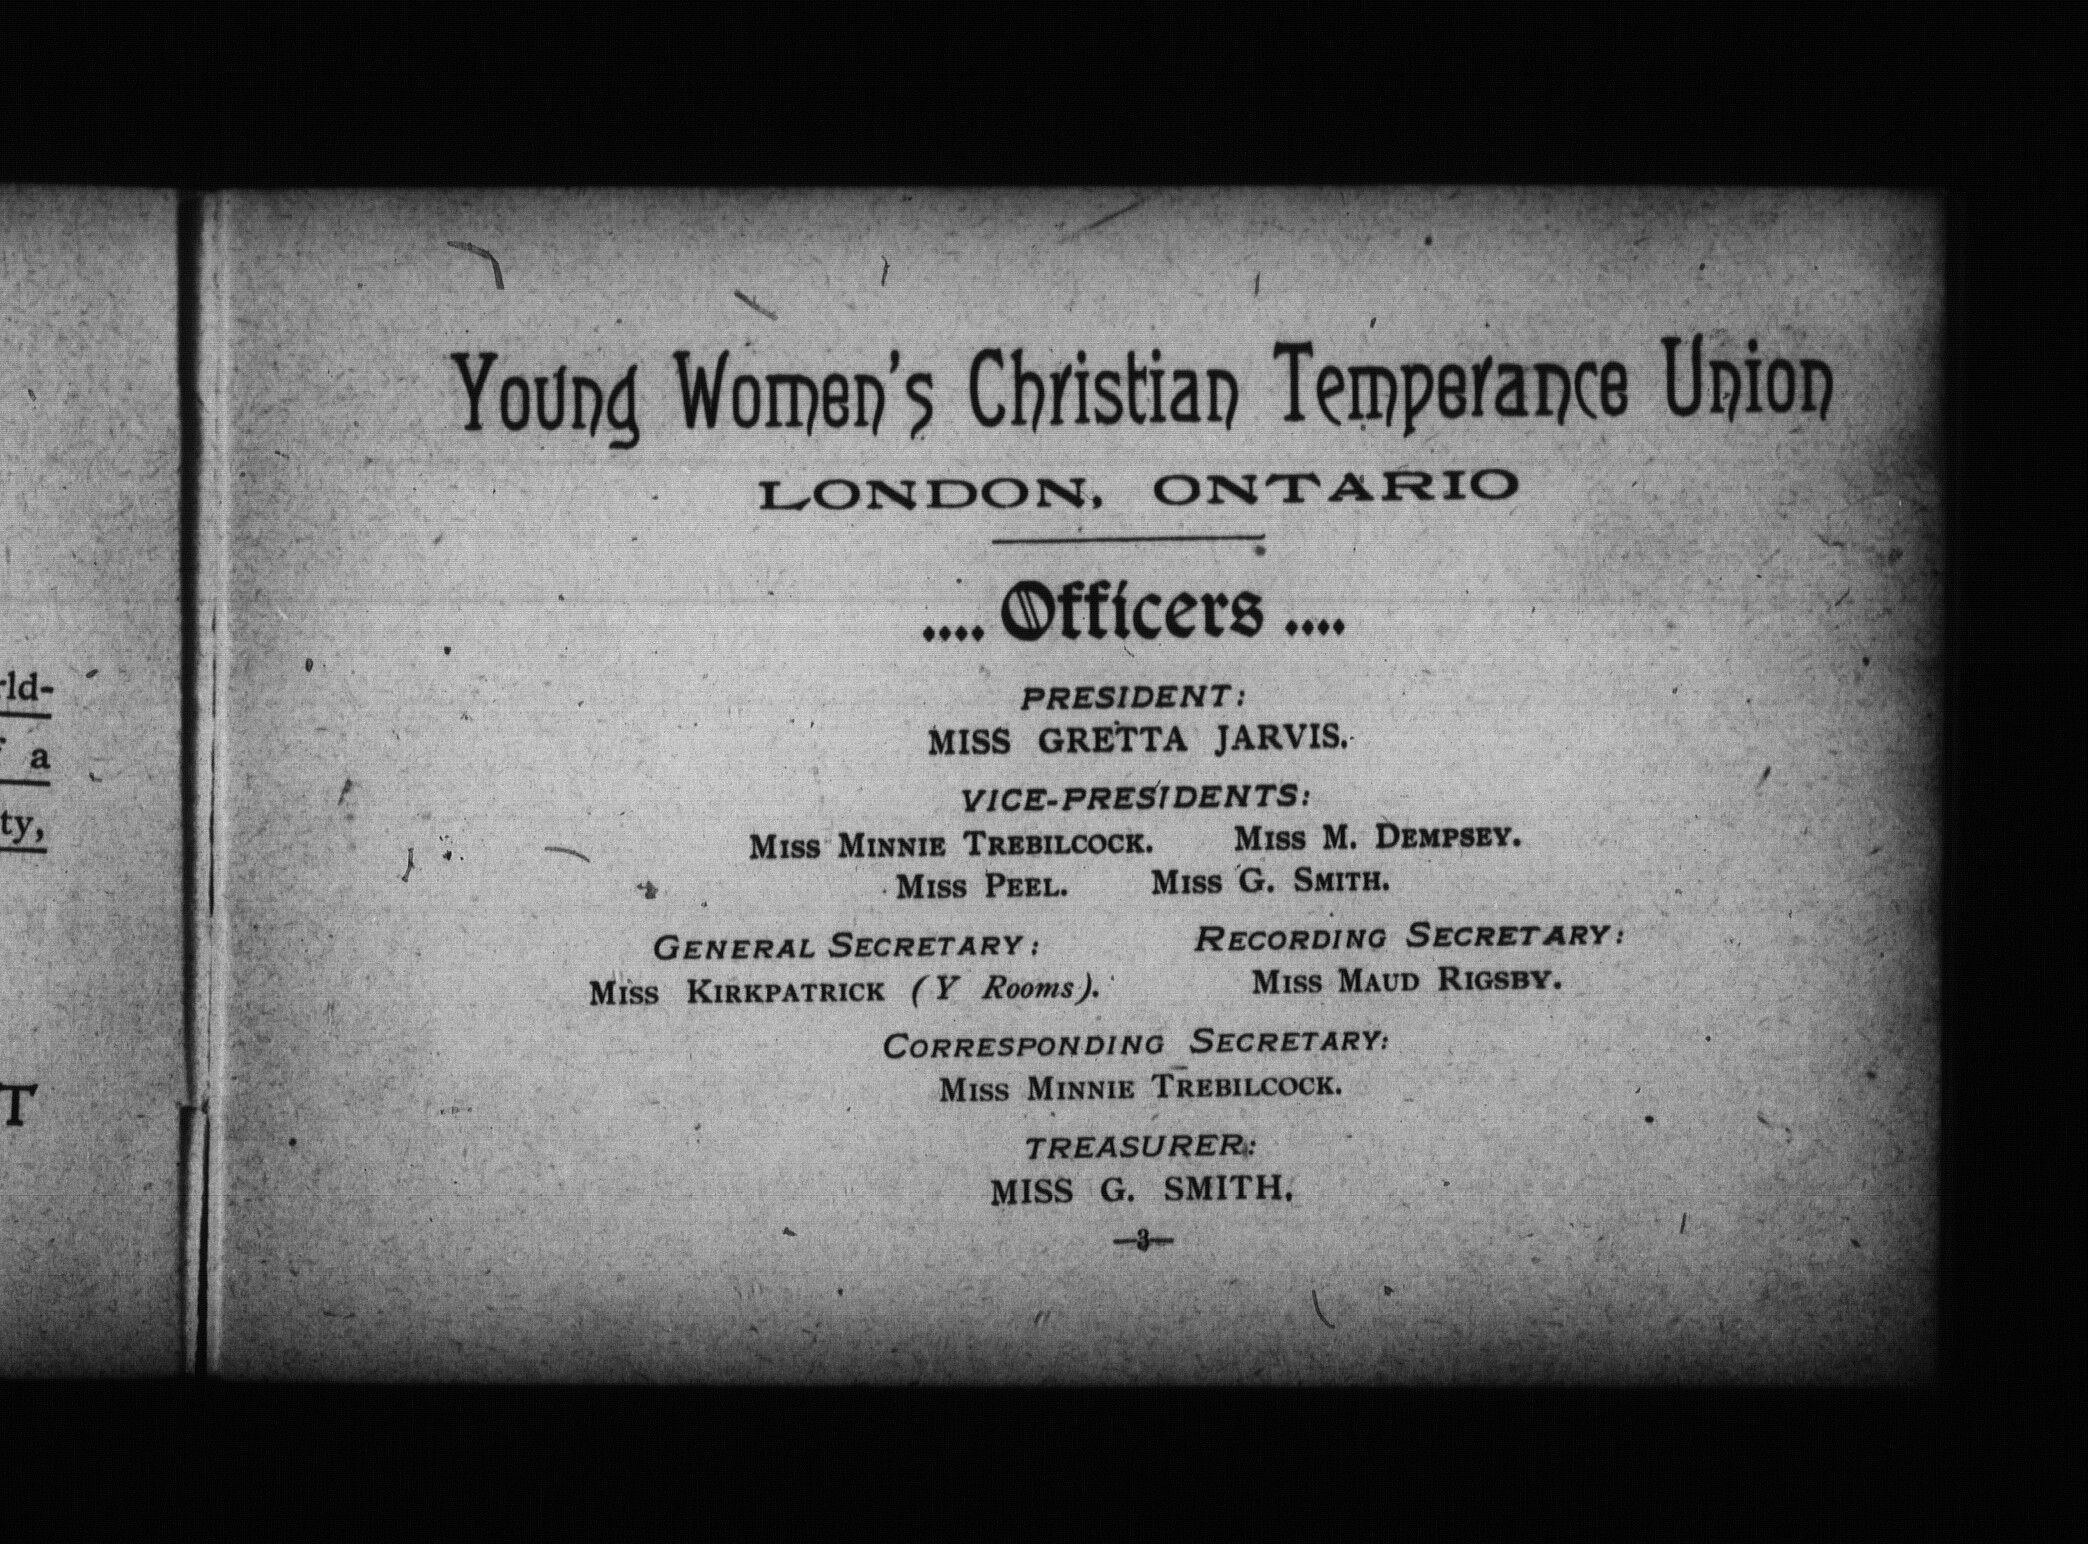 a
ty,
T
Young Women's Christian Temperance Union
LONDON, ONTARIO
.... Officers ....
PRESIDENT:
MISS GRETTA JARVIS.
VICE-PRESIDENTS:
MISS MINNIE TREBILCOCK. MISS M. DEMPSEY.
MISS PEEL. MISS G. SMITH.
GENERAL SECRETARY: RECORDING SECRETARY:
MISS KIRKPATRICK (Y Rooms). MISS MAUD RIGSBY.
CORRESPONDING SECRETARY:
MISS MINNIE TREBILCOCK.
TREASURER:
MISS G. SMITH.
—3—